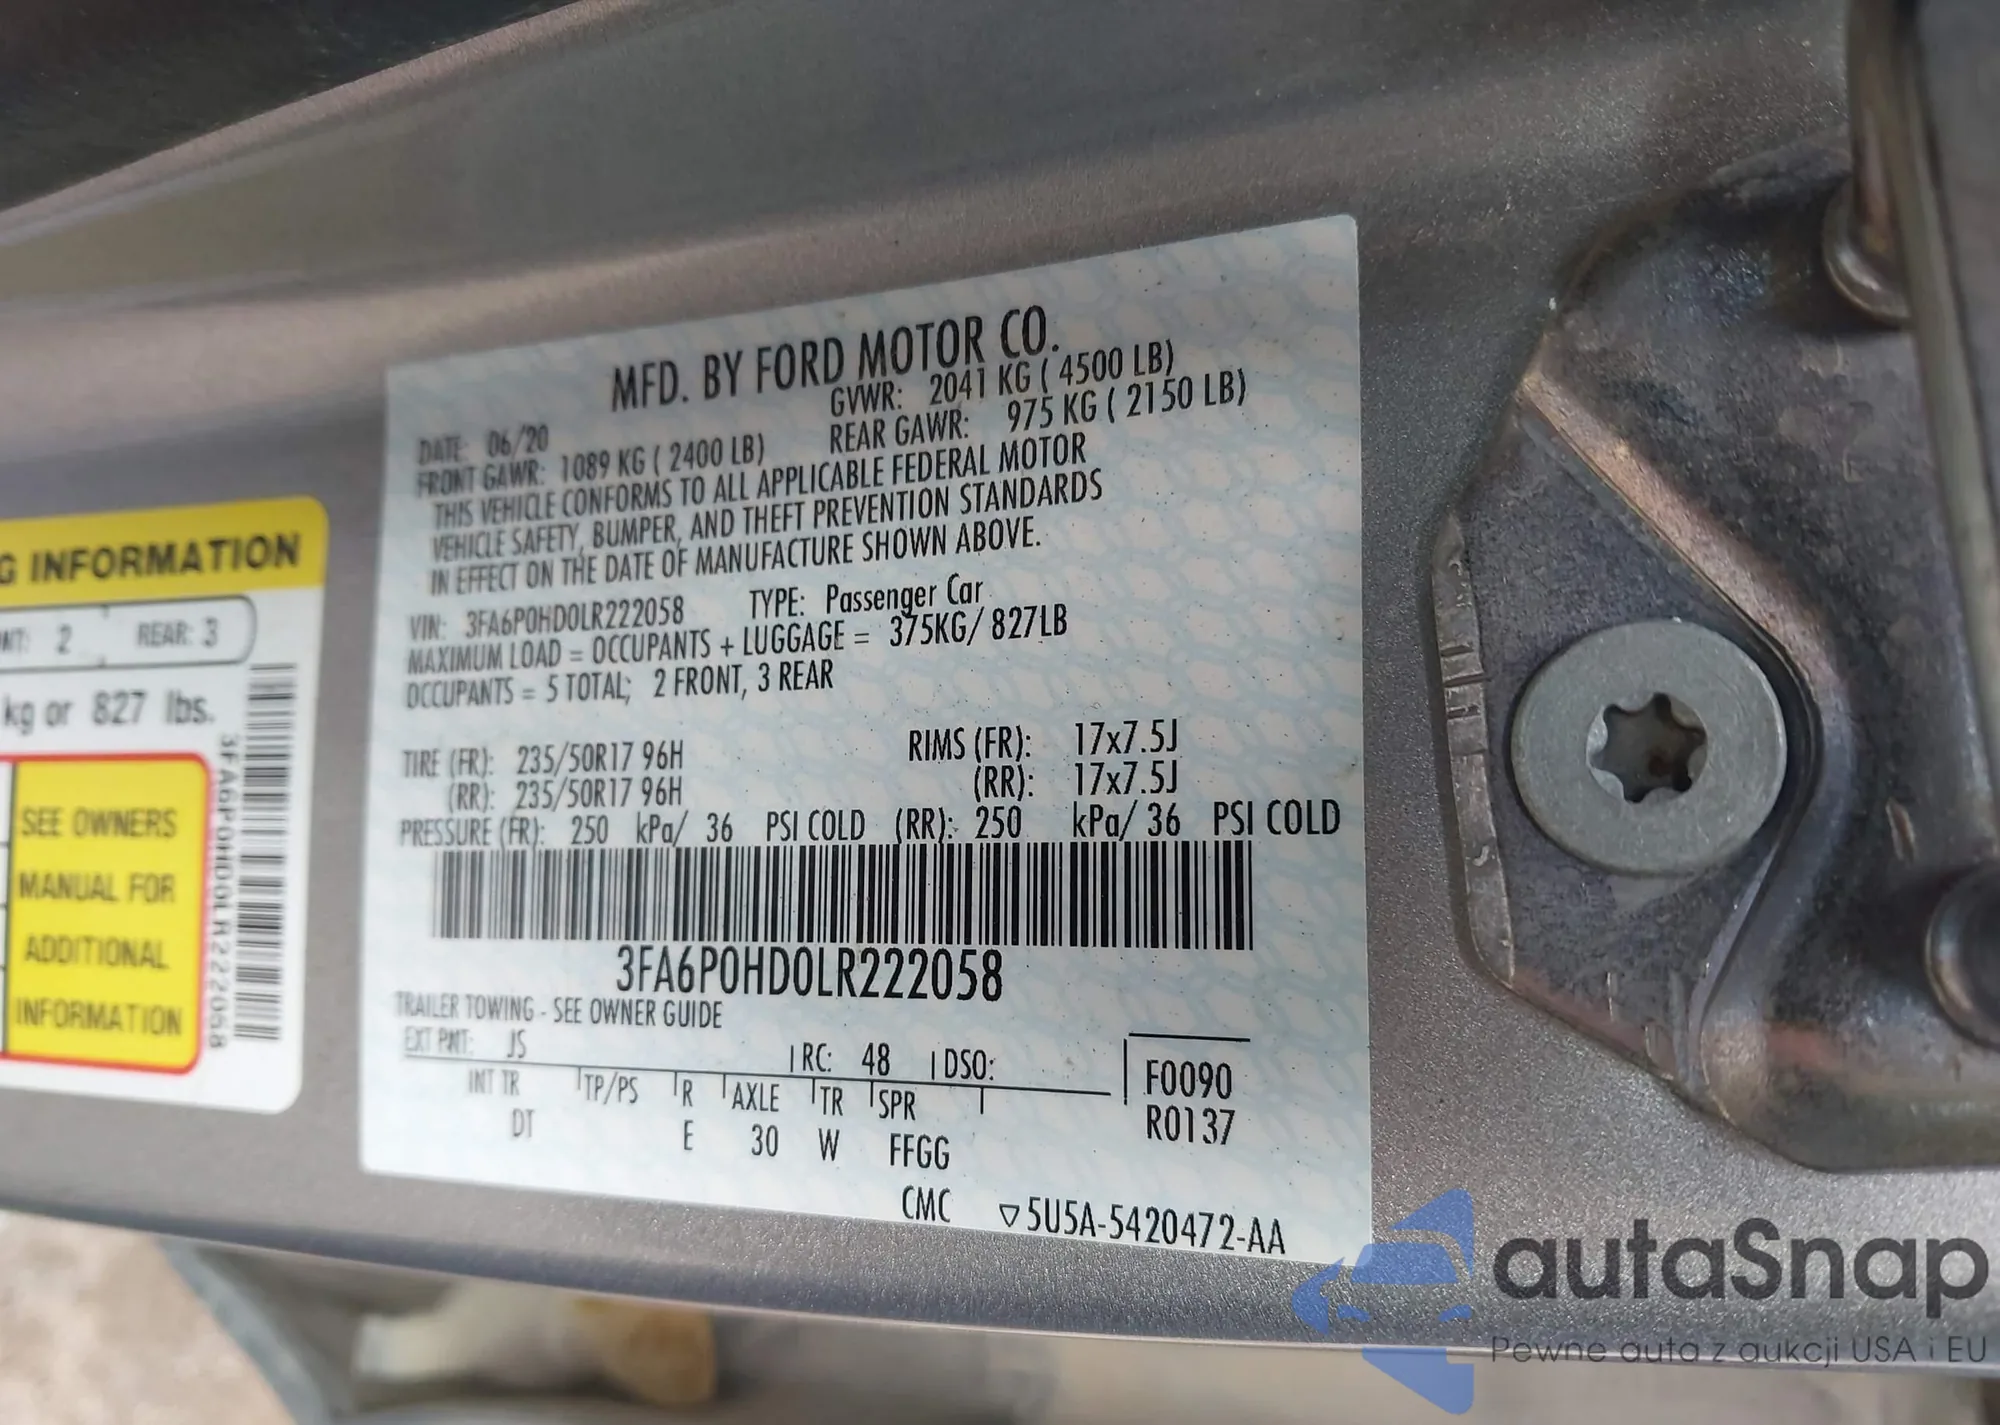 G INFORMATION
NT: 2 REAR: 3
kg or 827 lbs.
3FA6P0HD0LR222058
SEE OWNERS
MANUAL FOR
ADDITIONAL
INFORMATION
MFD. BY FORD MOTOR CO.
DATE: 06/20 GVWR: 2041 KG ( 4500 LB)
FRONT GAWR: 1089 KG ( 2400 LB) REAR GAWR: 975 KG ( 2150 LB)
THIS VEHICLE CONFORMS TO ALL APPLICABLE FEDERAL MOTOR
VEHICLE SAFETY, BUMPER, AND THEFT PREVENTION STANDARDS
IN EFFECT ON THE DATE OF MANUFACTURE SHOWN ABOVE.
VIN: 3FA6P0HD0LR222058 TYPE: Passenger Car
MAXIMUM LOAD = OCCUPANTS + LUGGAGE = 375KG/ 827LB
OCCUPANTS = 5 TOTAL; 2 FRONT, 3 REAR
TIRE (FR): 235/50R17 96H RIMS (FR): 17x7.5J
(RR): 235/50R17 96H (RR): 17x7.5J
PRESSURE (FR): 250 kPa/ 36 PSI COLD (RR): 250 kPa/ 36 PSI COLD
3FA6P0HD0LR222058
TRAILER TOWING - SEE OWNER GUIDE
EXT PNT: JS RC: 48 DSO:
INT TR TP/PS R AXLE TR SPR
DT E 30 W FFGG
F0090
R0137
CMC ▽5U5A-5420472-AA
autaSnap
Pewne auta z aukcji USA i EU